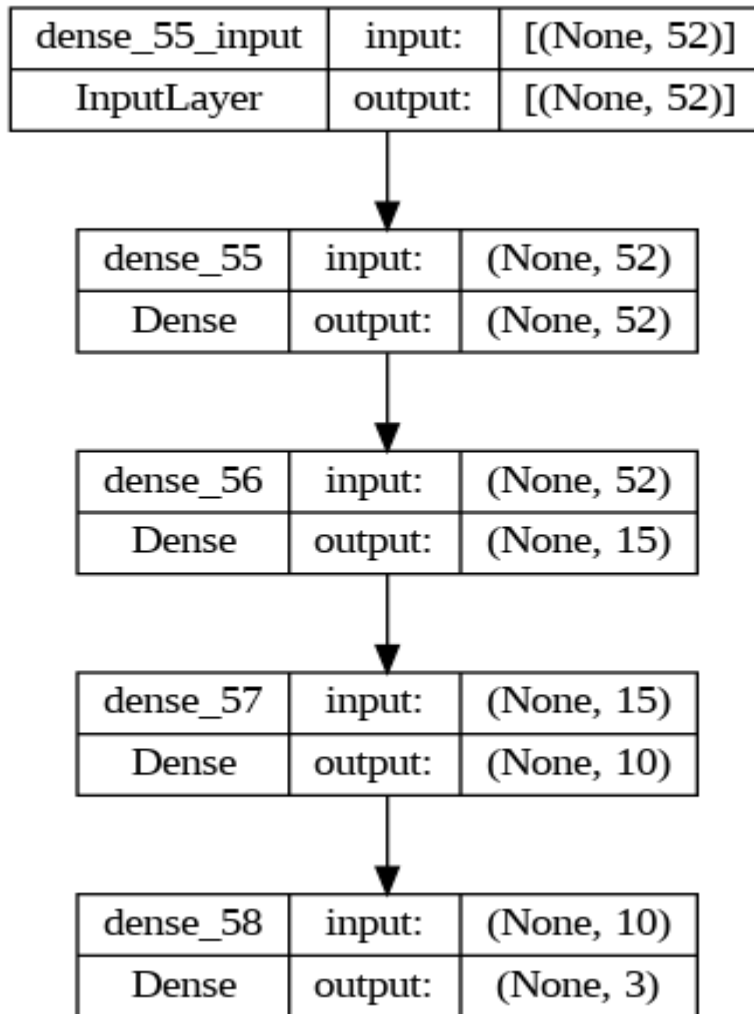 dense_55_input input: [(None, 52)]
InputLayer output: [(None, 52)]
dense_55 input: (None, 52)
Dense output: (None, 52)
dense_56 input: (None, 52)
Dense output: (None, 15)
dense_57 input: (None, 15)
Dense output: (None, 10)
dense_58 input: (None, 10)
Dense output: (None, 3)